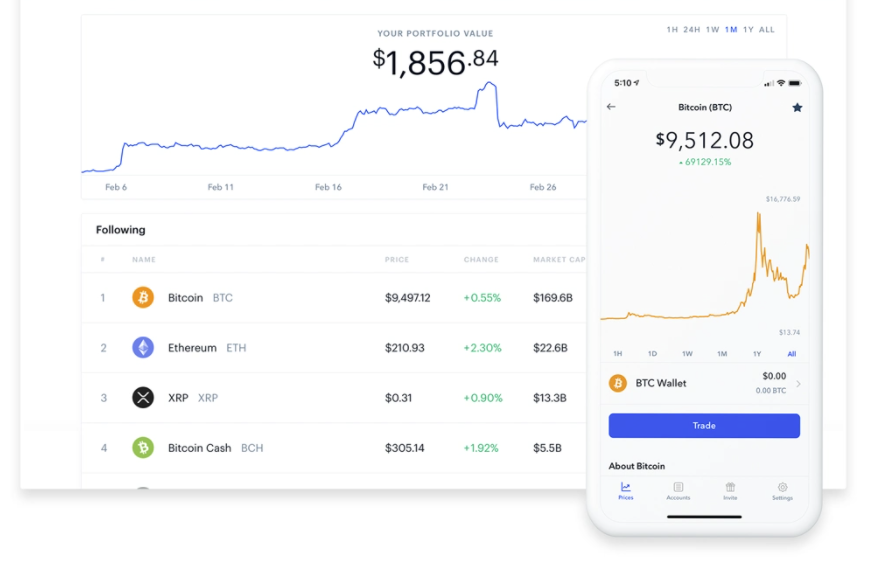 YOUR PORTFOLIO VALUE
1H 24H 1W 1M 1Y ALL
$1,856.84
Feb 6 Feb 11 Feb 16 Feb 21 Feb 26
Following
# NAME PRICE CHANGE MARKET CAP
1 Bitcoin BTC $9,497.12 +0.55% $169.6B
2 Ethereum ETH $210.93 +2.30% $22.6B
3 XRP XRP $0.31 +0.90% $13.3B
4 Bitcoin Cash BCH $305.14 +1.92% $5.5B
5:10
Bitcoin (BTC)
$9,512.08
69129.15%
$16,776.59
$13.74
1H 1D 1W 1M 1Y All
BTC Wallet $0.00
0.00 BTC
Trade
About Bitcoin
Prices Accounts Invite Settings